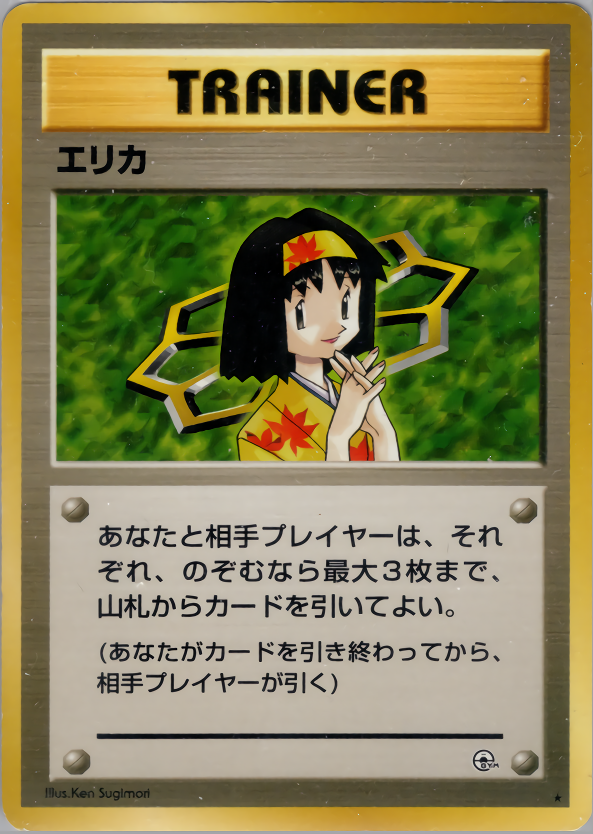 TRAINER
エリカ
あなたと相手プレイヤーは、それ
ぞれ、のぞむなら最大3枚まで、
山札からカードを引いてよい。
(あなたがカードを引き終わってから、
相手プレイヤーが引く)
GYM
Illus.Ken Sugimori
★